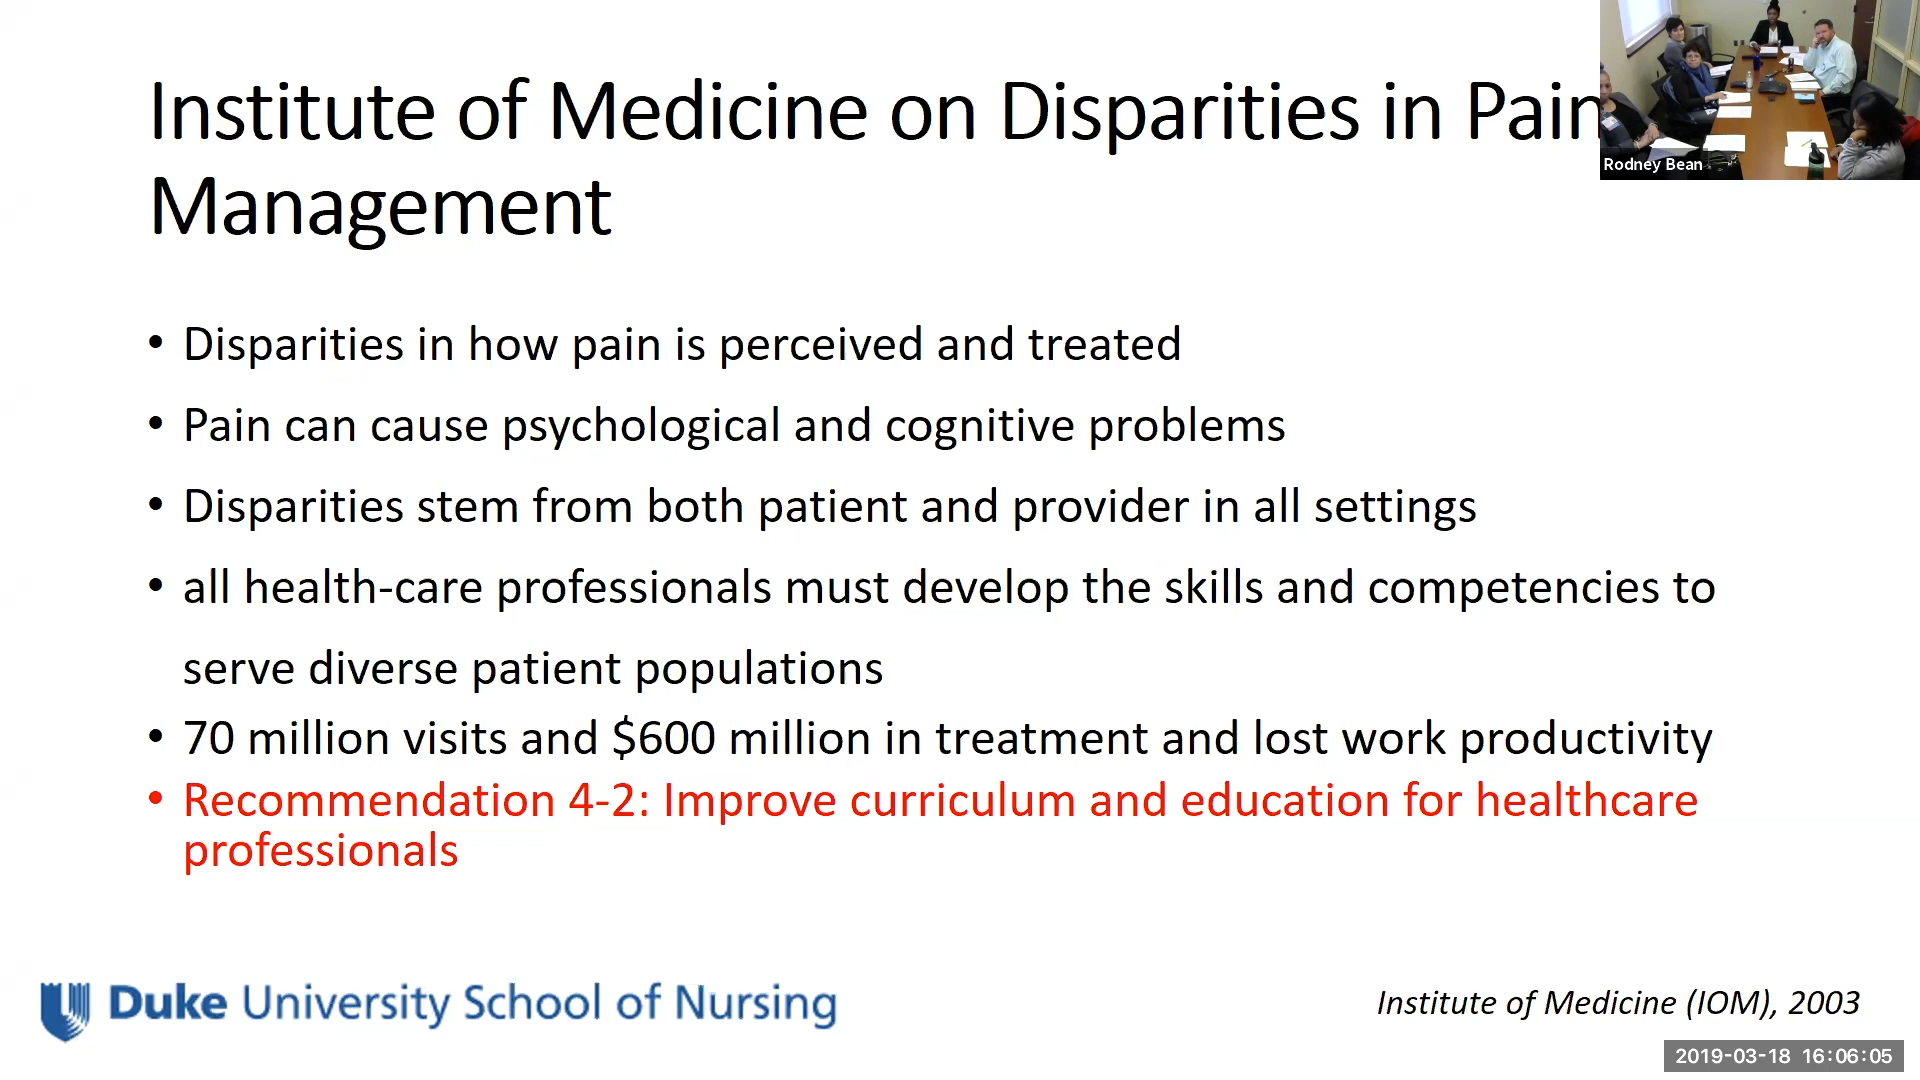 Institute of Medicine on Disparities in Pain
Management
Rodney Bean
• Disparities in how pain is perceived and treated
• Pain can cause psychological and cognitive problems
• Disparities stem from both patient and provider in all settings
• all health-care professionals must develop the skills and competencies to
serve diverse patient populations
• 70 million visits and $600 million in treatment and lost work productivity
• Recommendation 4-2: Improve curriculum and education for healthcare
professionals
Duke University School of Nursing
Institute of Medicine (IOM), 2003
2019-03-18 16:06:05